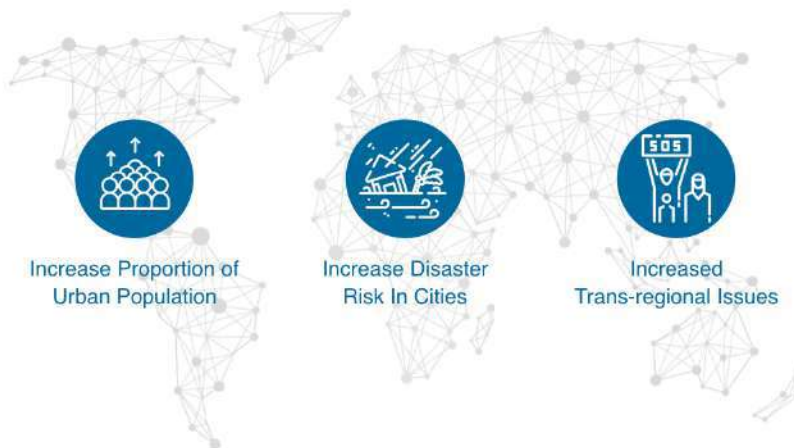 SOS
Increase Proportion of
Urban Population
Increase Disaster
Risk In Cities
Increased
Trans-regional Issues